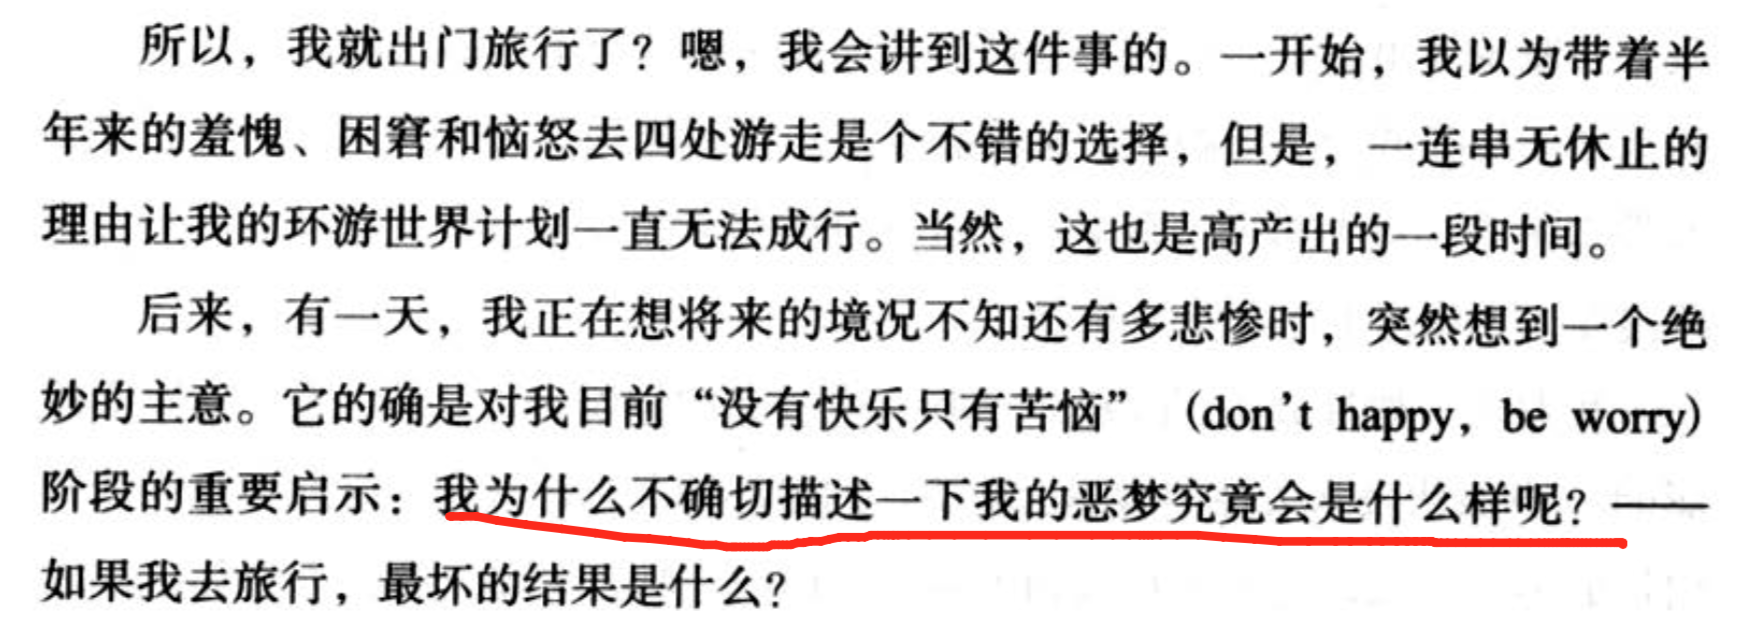 所以，我就出门旅行了？嗯，我会讲到这件事的。一开始，我以为带着半
年来的羞愧、困窘和恼怒去四处游走是个不错的选择，但是，一连串无休止的
理由让我的环游世界计划一直无法成行。当然，这也是高产出的一段时间。
后来，有一天，我正在想将来的境况不知还有多悲惨时，突然想到一个绝
妙的主意。它的确是对我目前“没有快乐只有苦恼”（don’t happy，be worry）
阶段的重要启示：我为什么不确切描述一下我的恶梦究竟会是什么样呢？——
如果我去旅行，最坏的结果是什么？